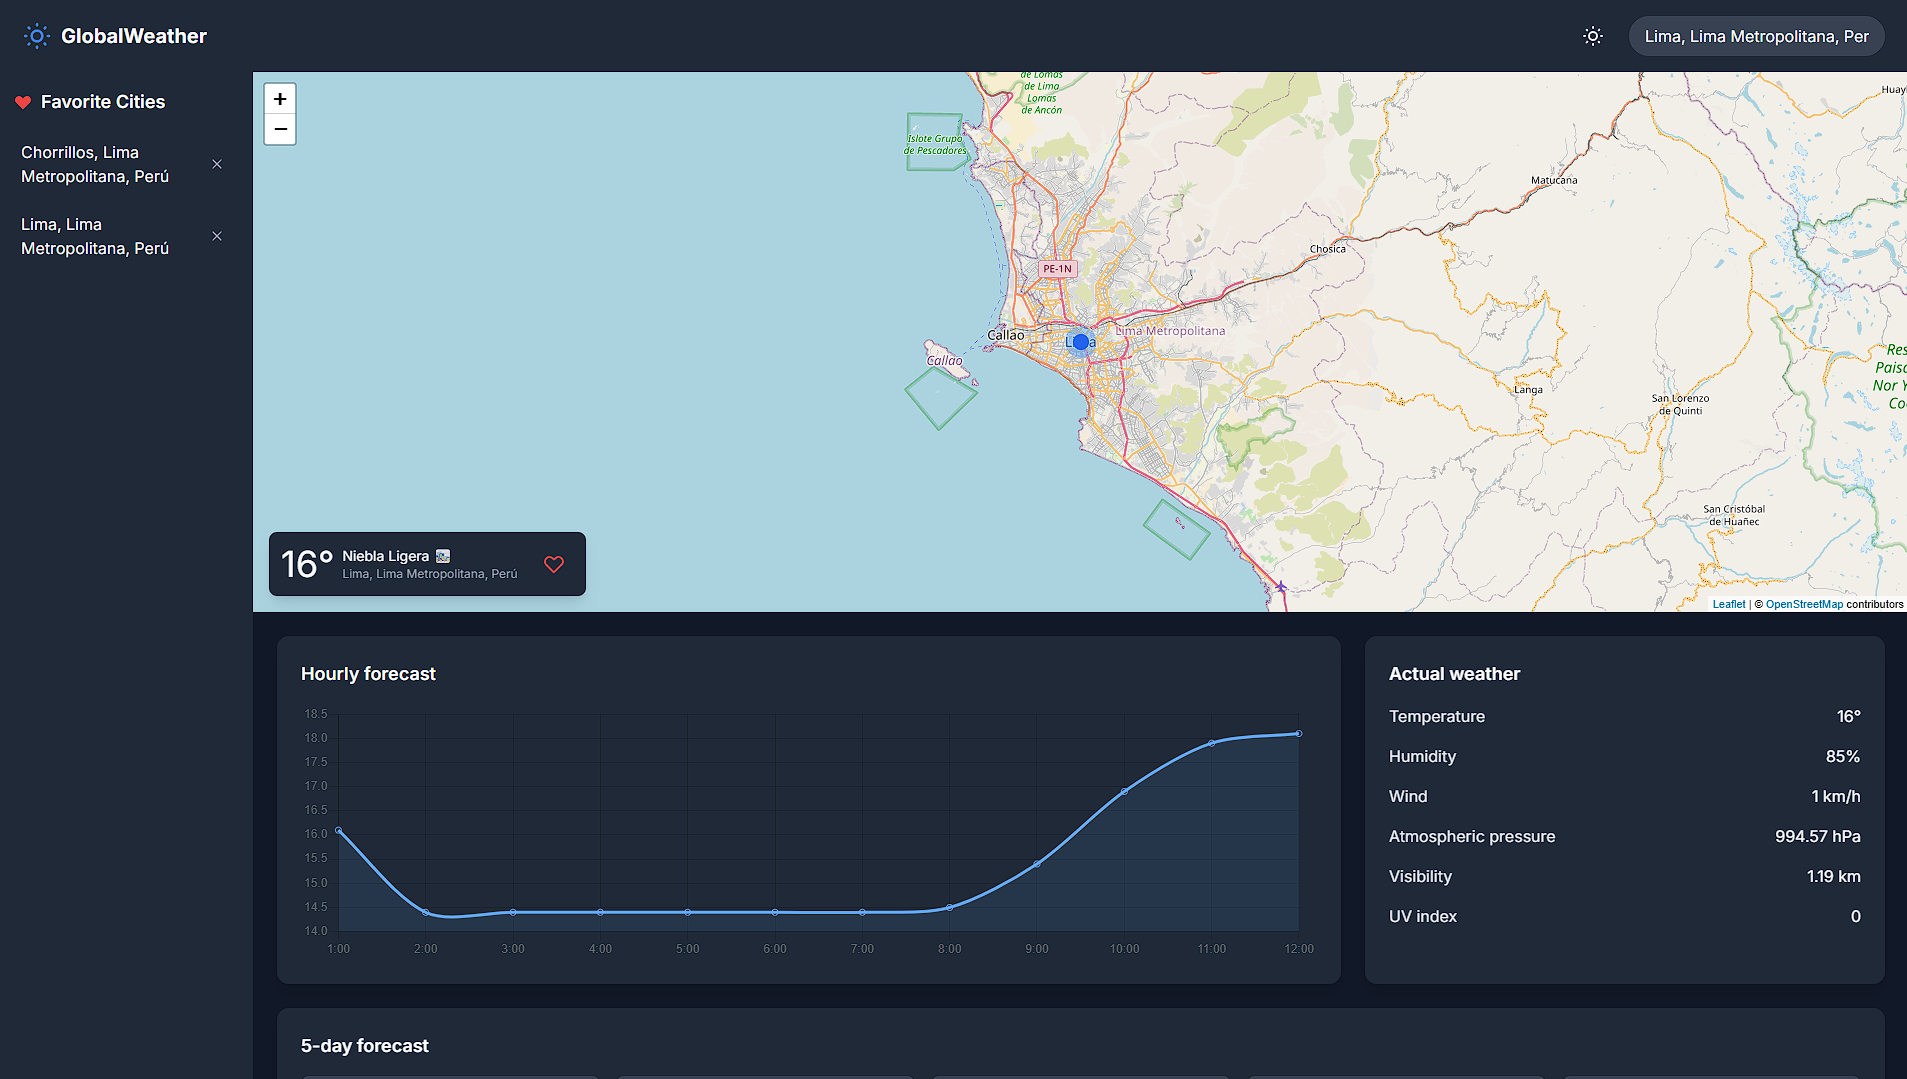 GlobalWeather
Lima, Lima Metropolitana, Per
Favorite Cities
Chorrillos, Lima
Metropolitana, Perú
Lima, Lima
Metropolitana, Perú
+
−
de Lomas
de Lima
Lomas
de Ancón
Huay
Islote Grupo
de Pescadores
Matucana
Chosica
PE-1N
Lima Metropolitana
Callao
Callao
Langa
San Lorenzo
de Quinti
Res
Paisa
Nor Y
Co
San Cristóbal
de Huañec
16°
Niebla Ligera
Lima, Lima Metropolitana, Perú
Leaflet | © OpenStreetMap contributors
Hourly forecast
18.5
18.0
17.5
17.0
16.5
16.0
15.5
15.0
14.5
14.0
1:00 2:00 3:00 4:00 5:00 6:00 7:00 8:00 9:00 10:00 11:00 12:00
Actual weather
Temperature 16°
Humidity 85%
Wind 1 km/h
Atmospheric pressure 994.57 hPa
Visibility 1.19 km
UV index 0
5-day forecast